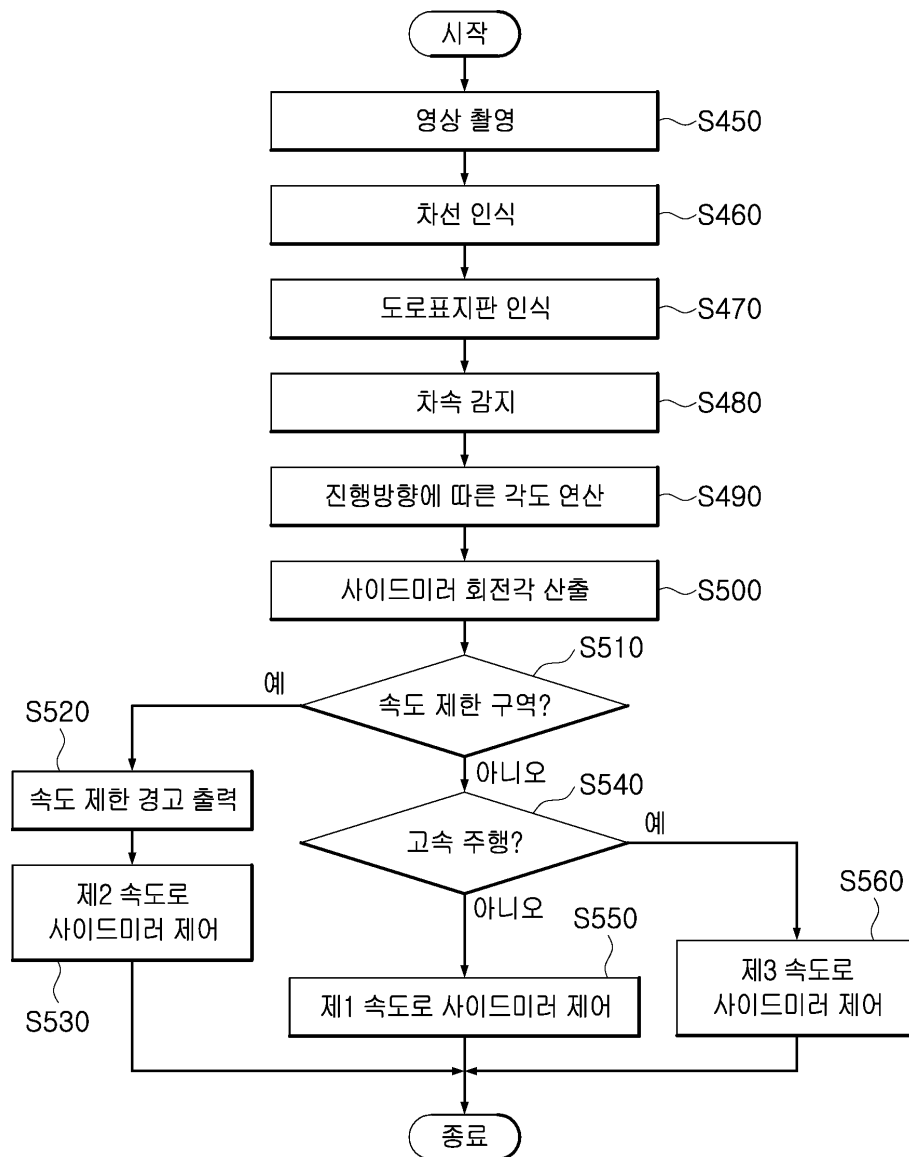 시작
영상 촬영
S450
차선 인식
S460
도로표지판 인식
S470
차속 감지
S480
진행방향에 따른 각도 연산
S490
사이드미러 회전각 산출
S500
S510
예
속도 제한 구역?
S520
아니오
속도 제한 경고 출력
S540
고속 주행?
예
제2 속도로
사이드미러 제어
S530
아니오
S550
제1 속도로 사이드미러 제어
S560
제3 속도로
사이드미러 제어
종료